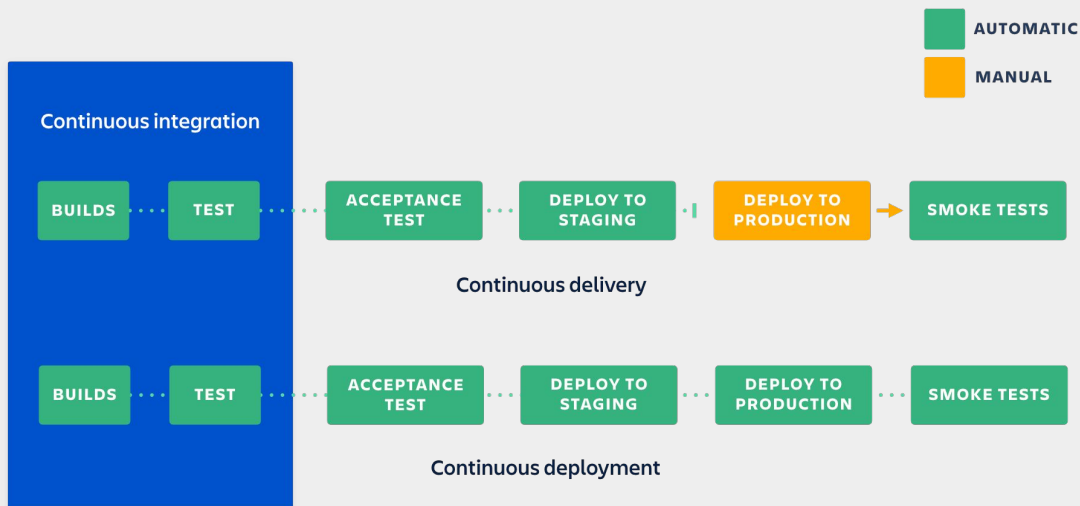 AUTOMATIC
MANUAL
Continuous integration
BUILDS
TEST
ACCEPTANCE
TEST
DEPLOY TO
STAGING
DEPLOY TO
PRODUCTION
SMOKE TESTS
Continuous delivery
BUILDS
TEST
ACCEPTANCE
TEST
DEPLOY TO
STAGING
DEPLOY TO
PRODUCTION
SMOKE TESTS
Continuous deployment